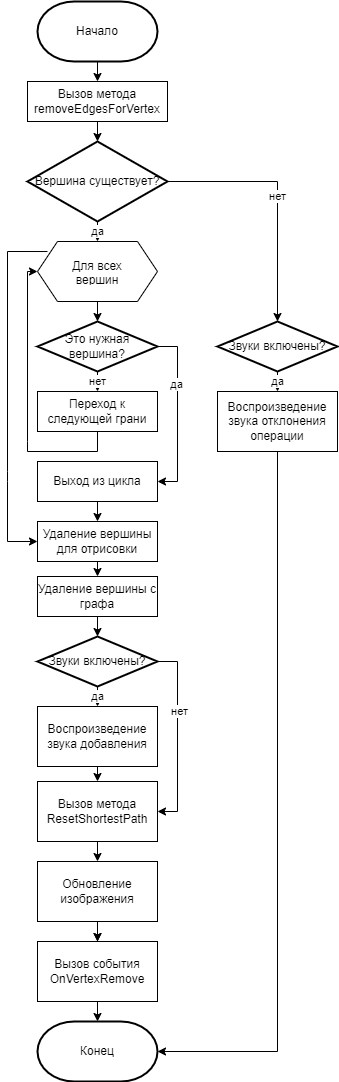 Начало
Вызов метода
removeEdgesForVertex
Вершина существует?
нет
да
Для всех
вершин
Это нужная
вершина?
Звуки включены?
нет
да
да
Переход к
следующей грани
Воспроизведение
звука отклонения
операции
Выход из цикла
Удаление вершины
для отрисовки
Удаление вершины с
графа
Звуки включены?
да
нет
Воспроизведение
звука добавления
Вызов метода
ResetShortestPath
Обновление
изображения
Вызов события
OnVertexRemove
Конец